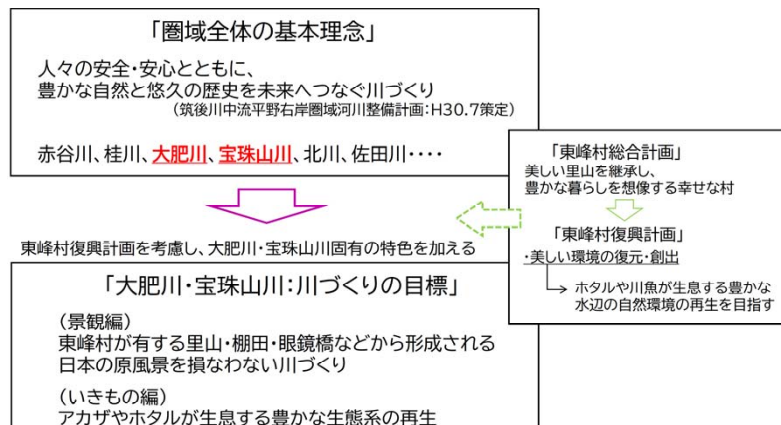 「圏域全体の基本理念」
人々の安全・安心とともに、
豊かな自然と悠久の歴史を未来へつなぐ川づくり
(筑後川中流平野右岸圏域河川整備計画:H30.7策定)
赤谷川、桂川、大肥川、宝珠山川、北川、佐田川・・・・
「東峰村総合計画」
美しい里山を継承し、
豊かな暮らしを想像する幸せな村
「東峰村復興計画」
・美しい環境の復元・創出
ホタルや川魚が生息する豊かな
水辺の自然環境の再生を目指す
東峰村復興計画を考慮し、大肥川・宝珠山川固有の特色を加える
「大肥川・宝珠山川:川づくりの目標」
(景観編)
東峰村が有する里山・棚田・眼鏡橋などから形成される
日本の原風景を損なわない川づくり
(いきもの編)
アカザやホタルが生息する豊かな生態系の再生